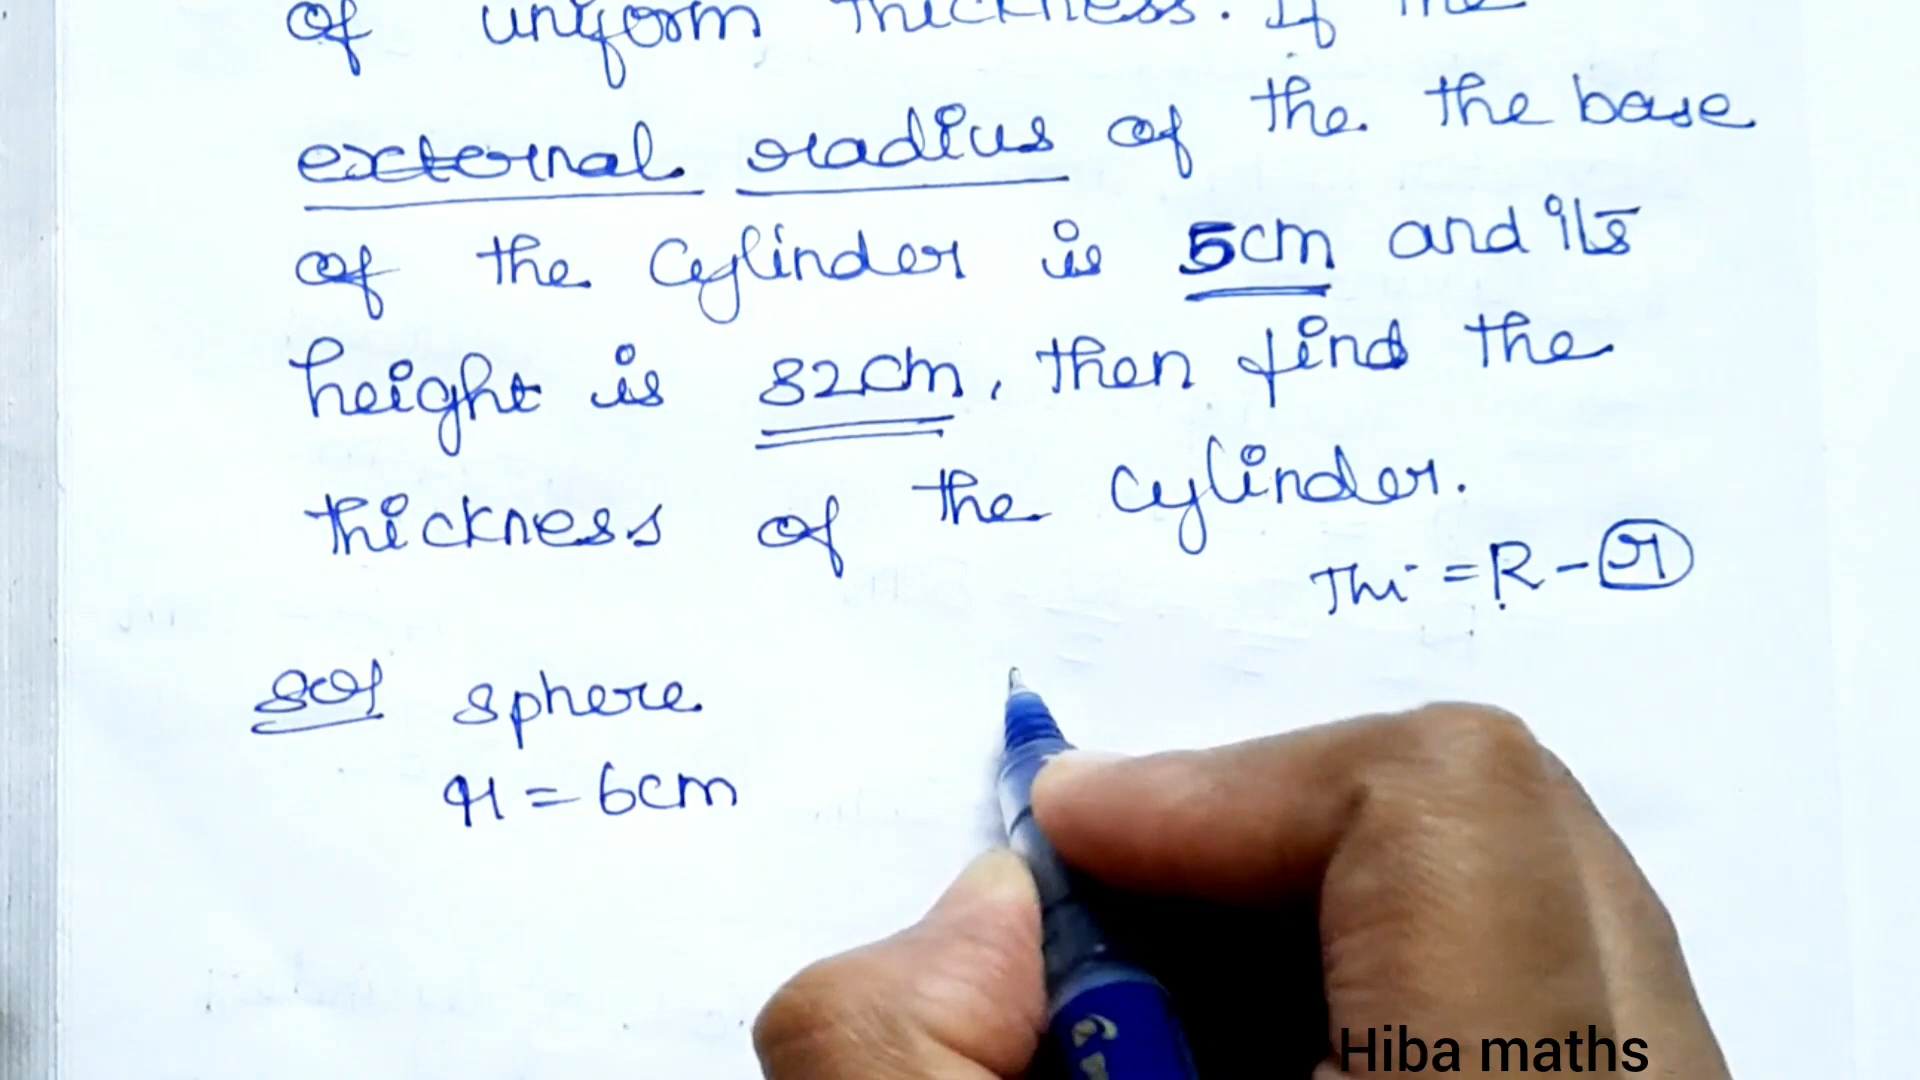 of uniform thickness. If the
external radius of the the base
of the cylinder is 5cm and its
height is 32cm, then find the
thickness of the cylinder.
Thi = R - r
sol sphere
r = 6cm
Hiba maths